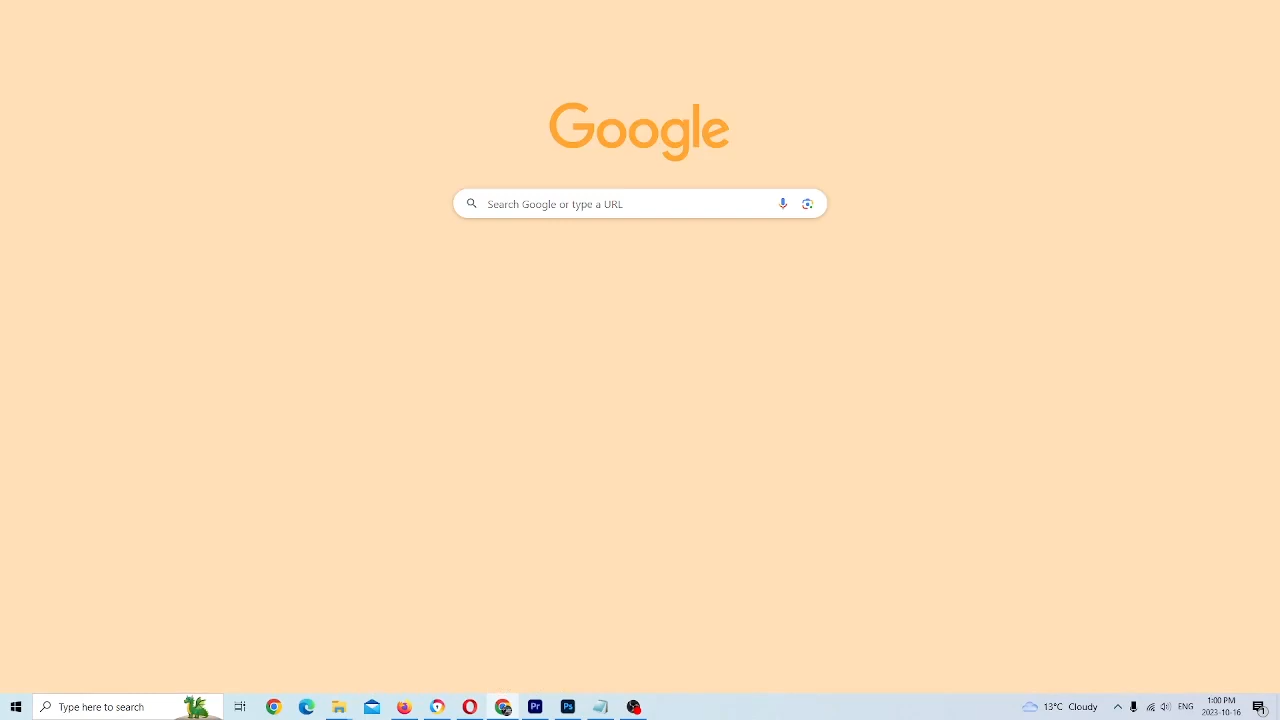 Google
Search Google or type a URL
Type here to search
Pr
Ps
13°C Cloudy
ENG
1:00 PM
2023-10-16